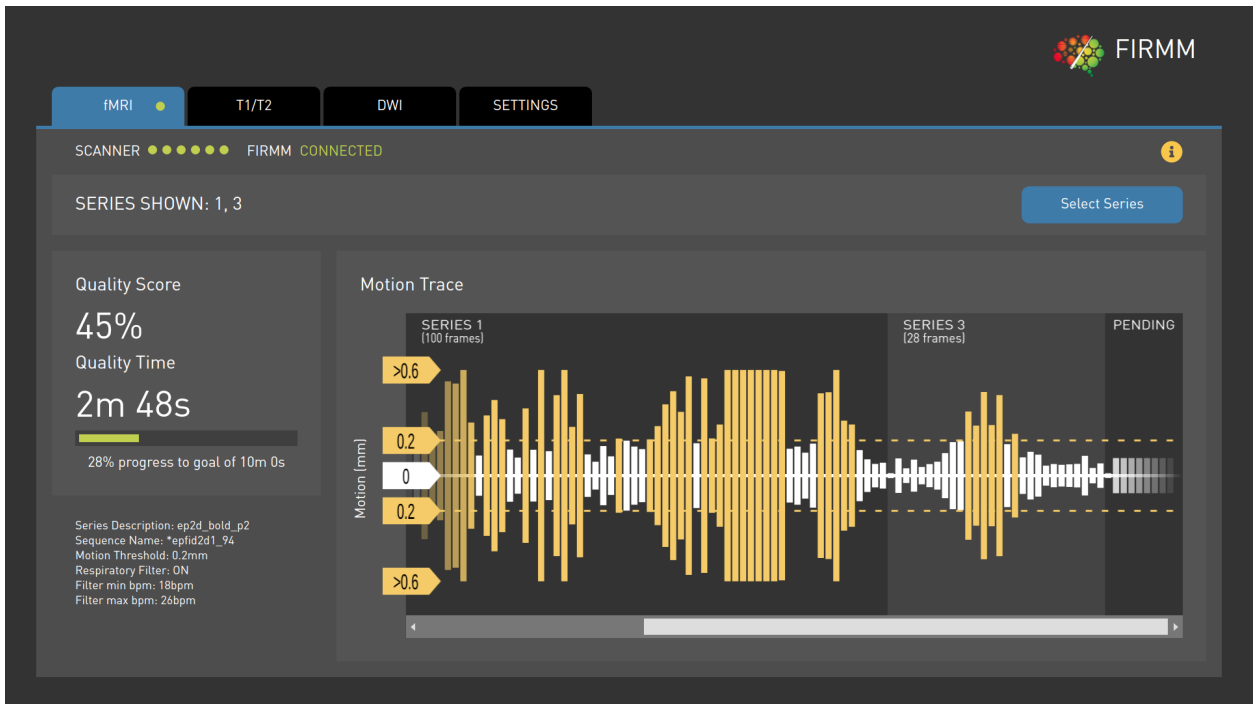 FIRMM
fMRI
T1/T2
DWI
SETTINGS
SCANNER
FIRMM CONNECTED
i
SERIES SHOWN: 1, 3
Select Series
Quality Score
45%
Quality Time
2m 48s
28% progress to goal of 10m 0s
Series Description: ep2d_bold_p2
Sequence Name: *epfid2d1_94
Motion Threshold: 0.2mm
Respiratory Filter: ON
Filter min bpm: 18bpm
Filter max bpm: 26bpm
Motion Trace
SERIES 1
(100 frames)
SERIES 3
(28 frames)
PENDING
Motion (mm)
>0.6
0.2
0
0.2
>0.6